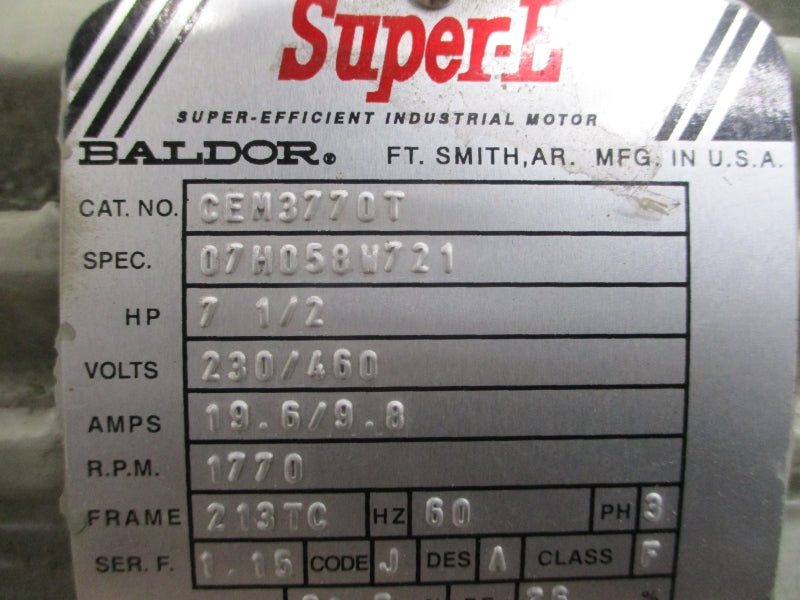 Super-E
SUPER-EFFICIENT INDUSTRIAL MOTOR
BALDOR® FT. SMITH, AR. MFG. IN U.S.A.
CAT. NO. CEM3770T
SPEC. 07H058W721
HP 7 1/2
VOLTS 230/460
AMPS 19.6/9.8
R.P.M. 1770
FRAME 213TC HZ 60 PH 3
SER. F. 1.15 CODE J DES A CLASS F
%